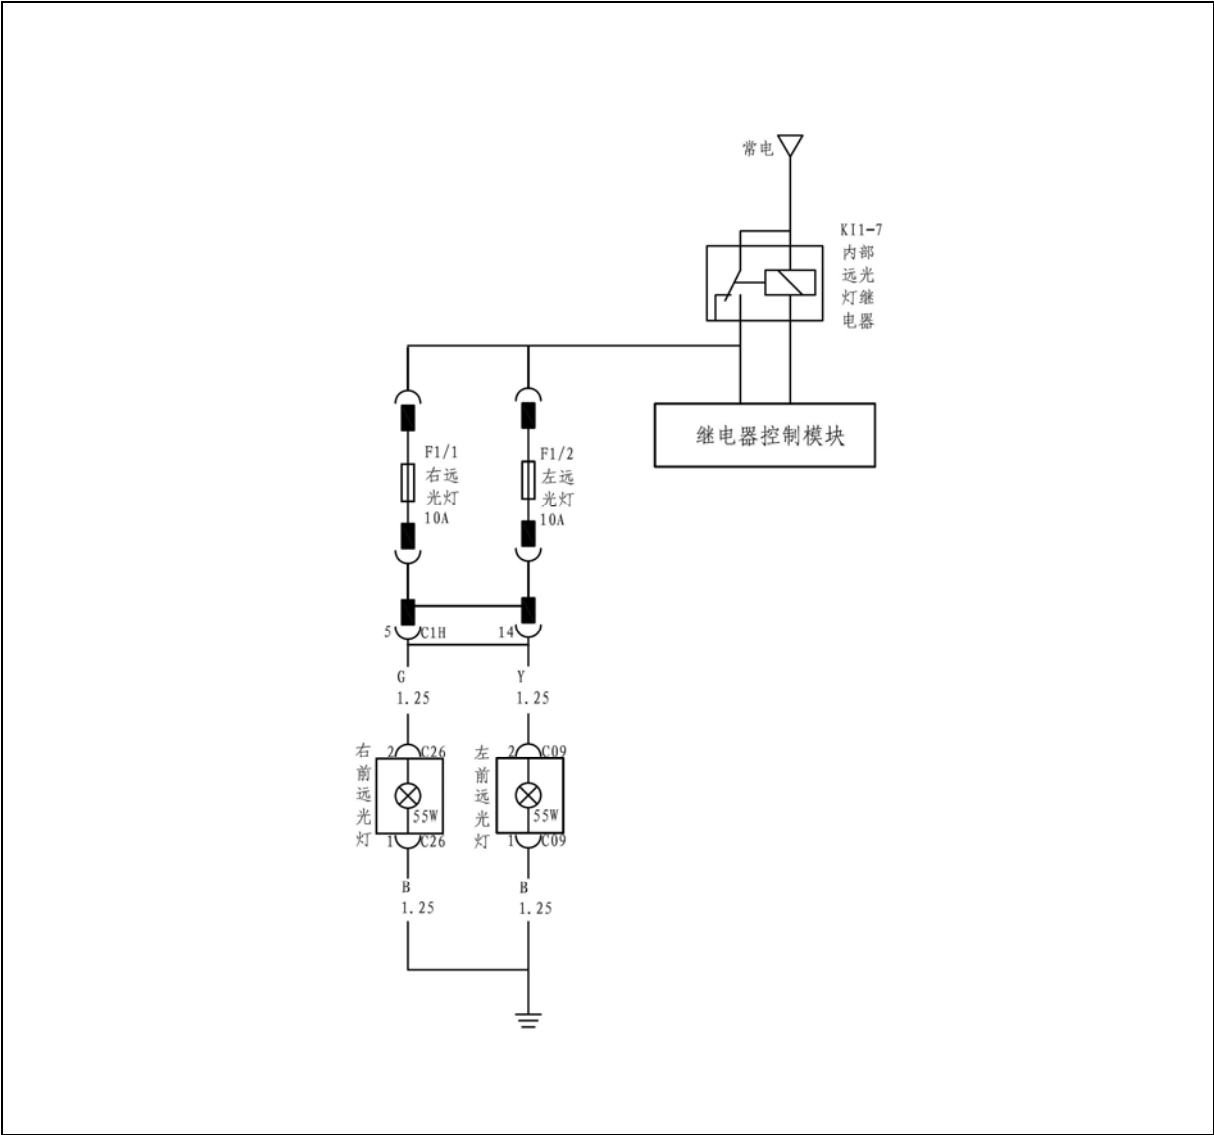 常电
KI1-7
内部
远光
灯继
电器
继电器控制模块
F1/1
右远
光灯
10A
F1/2
左远
光灯
10A
5
C1H
14
G
1.25
Y
1.25
右
前
远
光
灯
2
C26
55W
1
C26
左
前
远
光
灯
2
C09
55W
1
C09
B
1.25
B
1.25